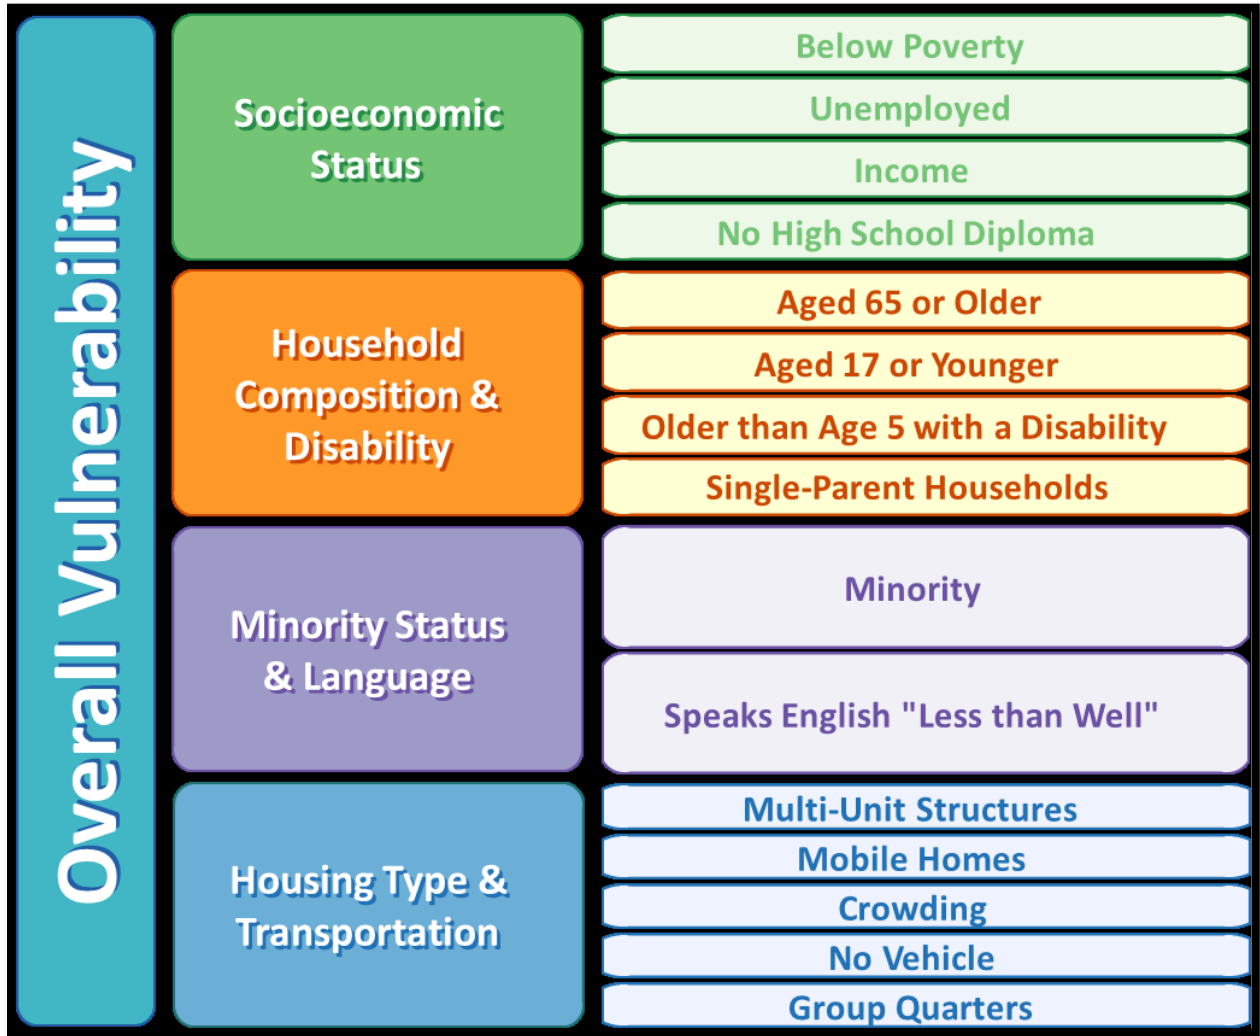 Overall Vulnerability
Socioeconomic
Status
Below Poverty
Unemployed
Income
No High School Diploma
Household
Composition &
Disability
Aged 65 or Older
Aged 17 or Younger
Older than Age 5 with a Disability
Single-Parent Households
Minority Status
& Language
Minority
Speaks English "Less than Well"
Housing Type &
Transportation
Multi-Unit Structures
Mobile Homes
Crowding
No Vehicle
Group Quarters